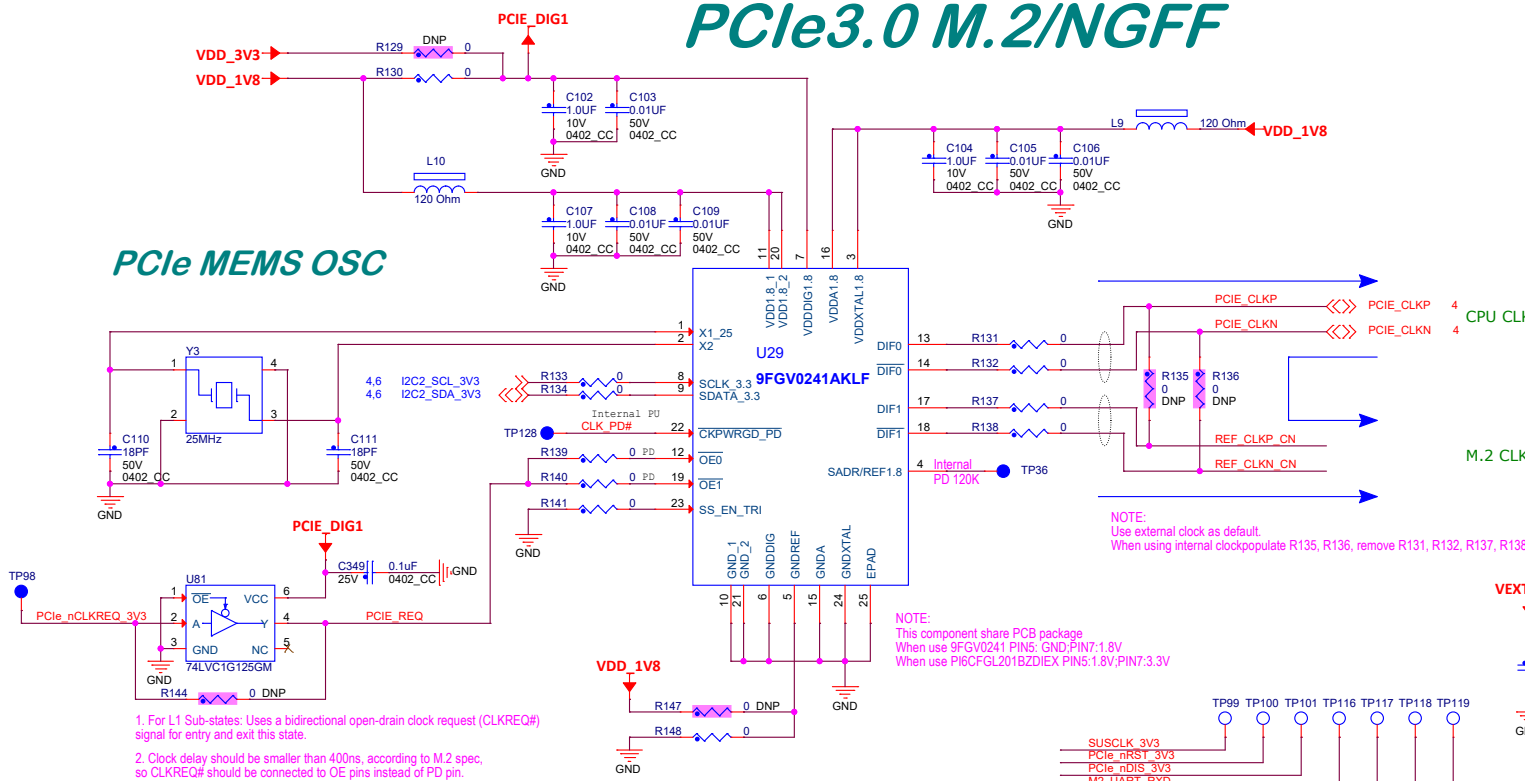 PCIe3.0 M.2/NGFF
PCIE_DIG1
VDD_3V3
R129
DNP
0
VDD_1V8
R130
0
C102
1.0UF
10V
0402_CC
C103
0.01UF
50V
0402_CC
GND
L10
120 Ohm
C107
1.0UF
10V
0402_CC
C108
0.01UF
50V
0402_CC
C109
0.01UF
50V
0402_CC
GND
L9
120 Ohm
VDD_1V8
C104
1.0UF
10V
0402_CC
C105
0.01UF
50V
0402_CC
C106
0.01UF
50V
0402_CC
GND
PCIe MEMS OSC
Y3
1
4
2
3
25MHz
C110
18PF
50V
0402_CC
C111
18PF
50V
0402_CC
GND
11
20
7
16
3
VDD1.8_1
VDD1.8_2
VDDDIG1.8
VDDA1.8
VDDXTAL1.8
U29
9FGV0241AKLF
1
X1_25
2
X2
4,6
I2C2_SCL_3V3
R133
0
8
SCLK_3.3
4,6
I2C2_SDA_3V3
R134
0
9
SDATA_3.3
Internal PU
TP128
CLK_PD#
22
CKPWRGD_PD
R139
0
PD
12
OE0
R140
0
PD
19
OE1
R141
0
23
SS_EN_TRI
GND
DIF0
13
R131
0
DIF0
14
R132
0
DIF1
17
R137
0
DIF1
18
R138
0
SADR/REF1.8
4
Internal
PD 120K
TP36
GND_1
GND_2
GNDDIG
GNDREF
GNDA
GNDXTAL
EPAD
10
21
6
5
15
24
25
PCIE_CLKP
PCIE_CLKP
4
PCIE_CLKN
PCIE_CLKN
4
R135
0
DNP
R136
0
DNP
REF_CLKP_CN
REF_CLKN_CN
NOTE:
Use external clock as default.
When using internal clockpopulate R135, R136, remove R131, R132, R137, R138
PCIE_DIG1
C349
25V
0.1uF
0402_CC
GND
TP98
PCIe_nCLKREQ_3V3
U81
1
OE
VCC
6
2
A
Y
4
PCIE_REQ
3
GND
NC
5
74LVC1G125GM
GND
R144
0
DNP
1. For L1 Sub-states: Uses a bidirectional open-drain clock request (CLKREQ#)
signal for entry and exit this state.
2. Clock delay should be smaller than 400ns, according to M.2 spec,
so CLKREQ# should be connected to OE pins instead of PD pin.
VDD_1V8
R147
0
DNP
R148
0
GND
GND
NOTE:
This component share PCB package
When use 9FGV0241 PIN5: GND;PIN7:1.8V
When use PI6CFGL201BZDIEX PIN5:1.8V;PIN7:3.3V
TP99
TP100
TP101
TP116
TP117
TP118
TP119
SUSCLK_3V3
PCIe_nRST_3V3
PCIe_nDIS_3V3